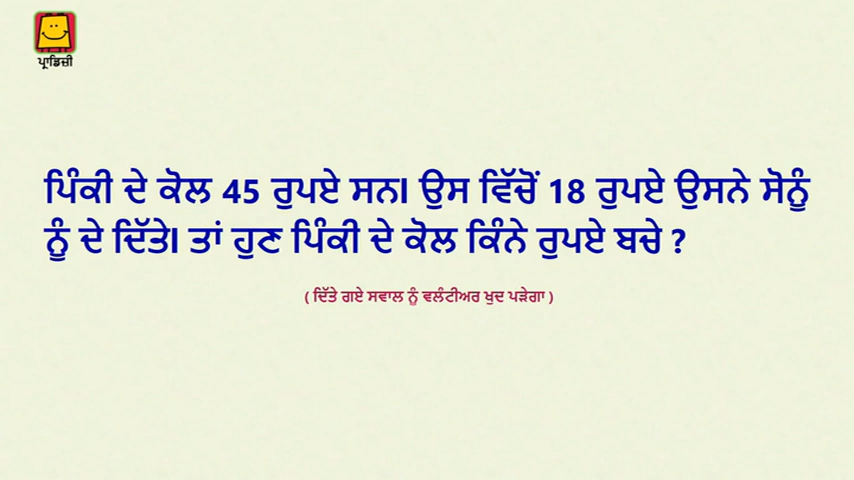 ਪ੍ਰਾਡਿਜ਼ੀ
ਪਿੰਕੀ ਦੇ ਕੋਲ 45 ਰੁਪਏ ਸਨ। ਉਸ ਵਿੱਚੋਂ 18 ਰੁਪਏ ਉਸਨੇ ਸੋਨੂੰ
ਨੂੰ ਦੇ ਦਿੱਤੇ। ਤਾਂ ਹੁਣ ਪਿੰਕੀ ਦੇ ਕੋਲ ਕਿੰਨੇ ਰੁਪਏ ਬਚੇ ?
( ਦਿੱਤੇ ਗਏ ਸਵਾਲ ਨੂੰ ਵਲੰਟੀਅਰ ਖੁਦ ਪੜੇਗਾ )